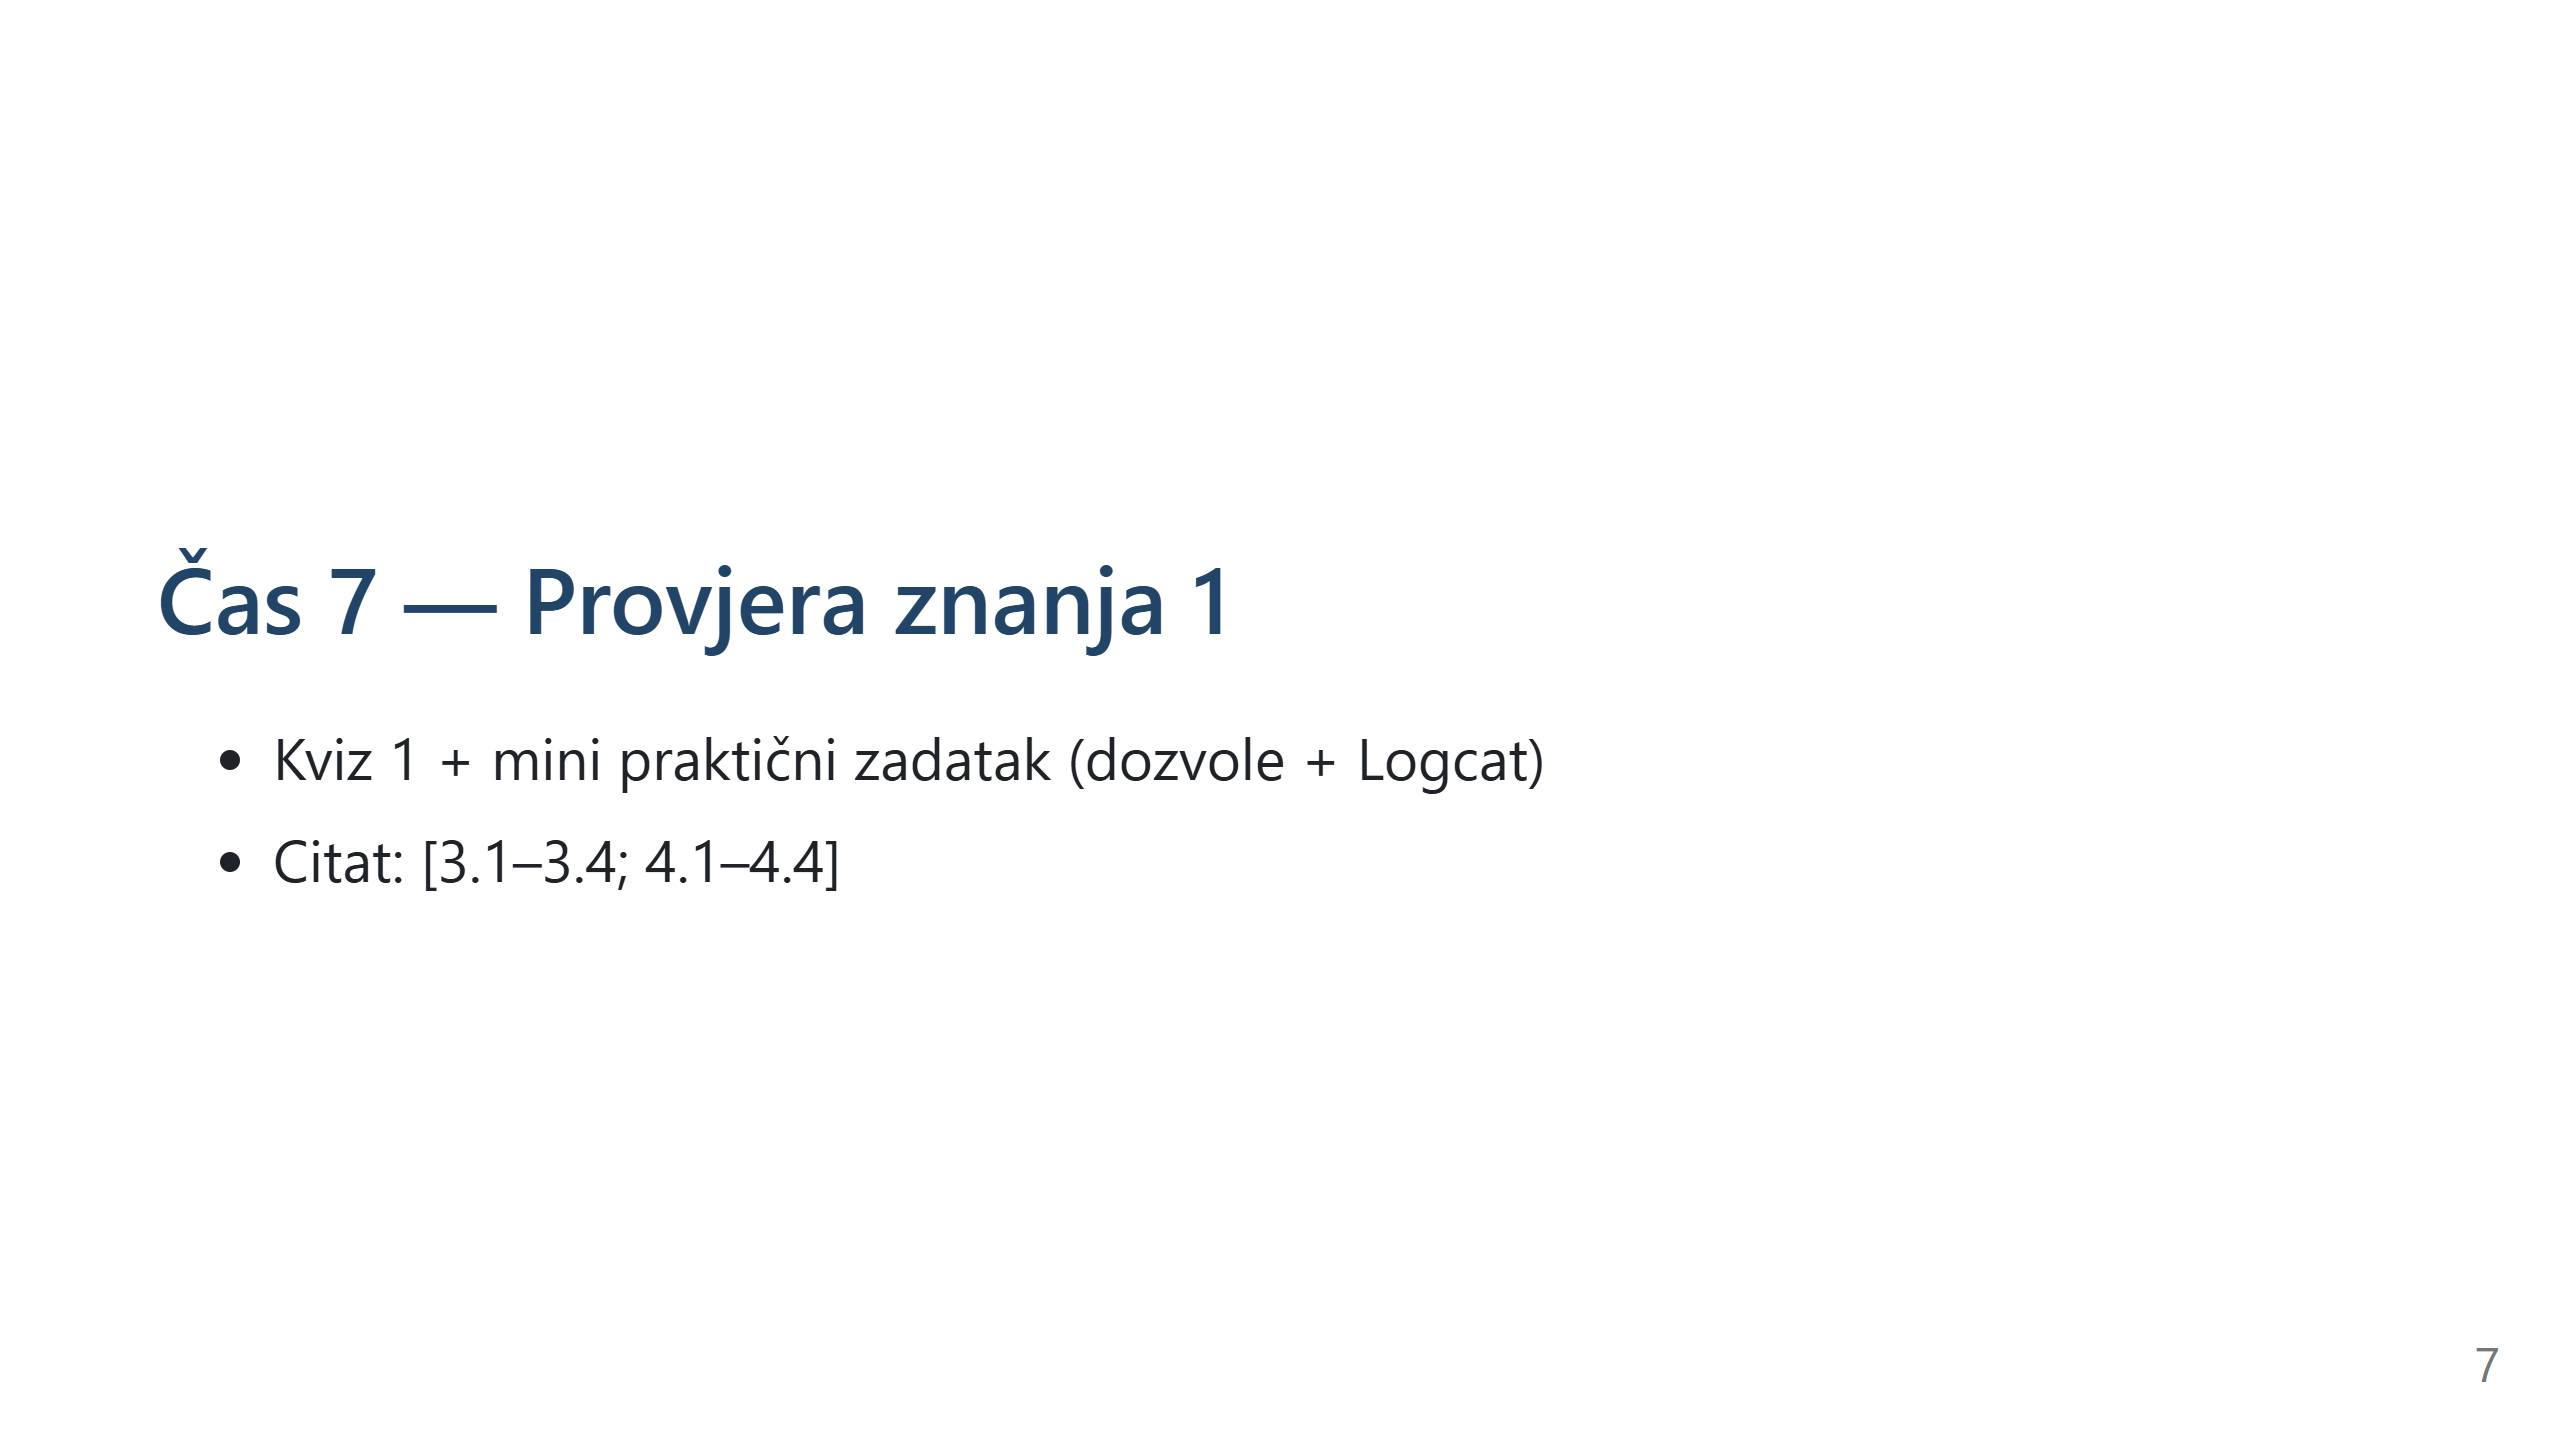 Čas 7 — Provjera znanja 1
• Kviz 1 + mini praktični zadatak (dozvole + Logcat)
• Citat: [3.1–3.4; 4.1–4.4]
7